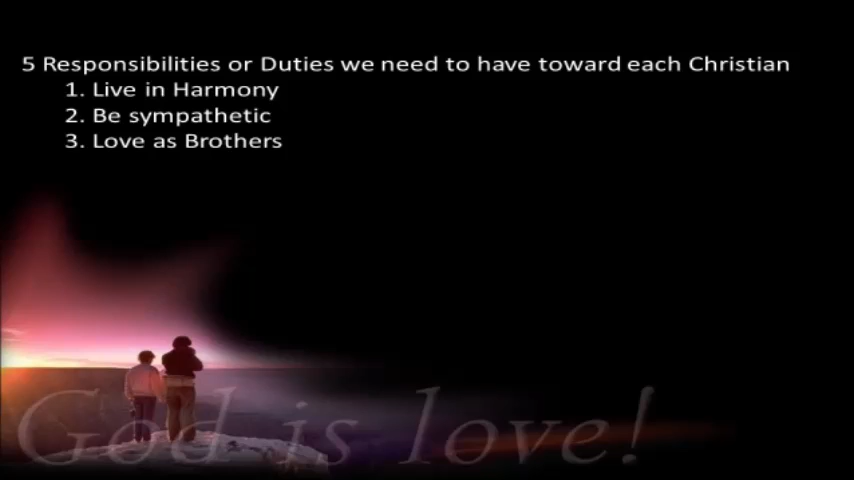 5 Responsibilities or Duties we need to have toward each Christian
1. Live in Harmony
2. Be sympathetic
3. Love as Brothers
God is love!